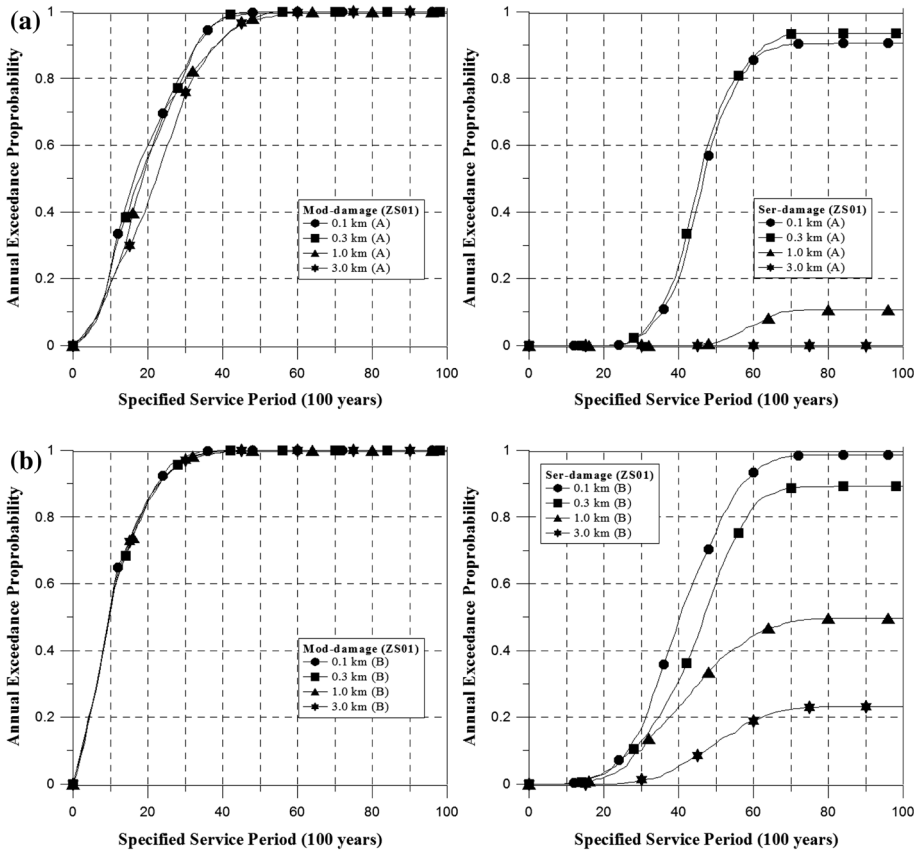 (a)
Annual Exceedance Proprobability
1
0.8
0.6
0.4
0.2
0
0 20 40 60 80 100
Specified Service Period (100 years)
Mod-damage (ZS01)
0.1 km (A)
0.3 km (A)
1.0 km (A)
3.0 km (A)
Annual Exceedance Proprobability
1
0.8
0.6
0.4
0.2
0
0 20 40 60 80 100
Specified Service Period (100 years)
Ser-damage (ZS01)
0.1 km (A)
0.3 km (A)
1.0 km (A)
3.0 km (A)
(b)
Annual Exceedance Proprobability
1
0.8
0.6
0.4
0.2
0
0 20 40 60 80 100
Specified Service Period (100 years)
Mod-damage (ZS01)
0.1 km (B)
0.3 km (B)
1.0 km (B)
3.0 km (B)
Annual Exceedance Proprobability
1
0.8
0.6
0.4
0.2
0
0 20 40 60 80 100
Specified Service Period (100 years)
Ser-damage (ZS01)
0.1 km (B)
0.3 km (B)
1.0 km (B)
3.0 km (B)